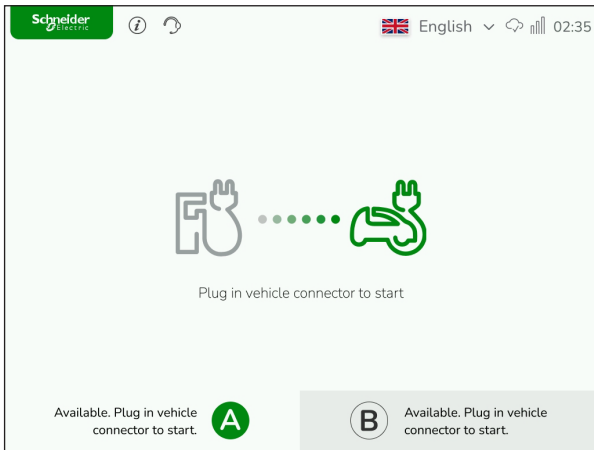 Schneider
Electric
i
English
02:35
Plug in vehicle connector to start
Available. Plug in vehicle
connector to start.
A
B
Available. Plug in vehicle
connector to start.